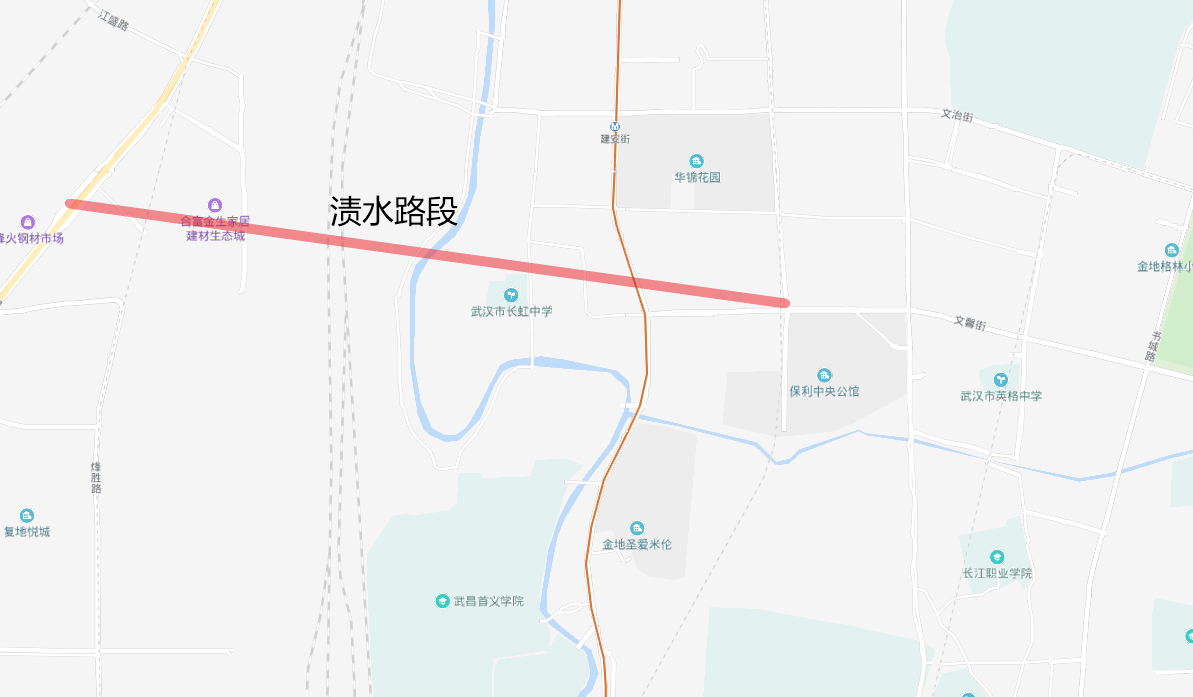 江盛路
文治街
建安街
华锦花园
渍水路段
合富金生家居
建材生态城
烽火钢材市场
金地格林小
武汉市长虹中学
文馨街
书城路
保利中央公馆
武汉市英格中学
烽胜路
复地悦城
金地圣爱米伦
长江职业学院
武昌首义学院